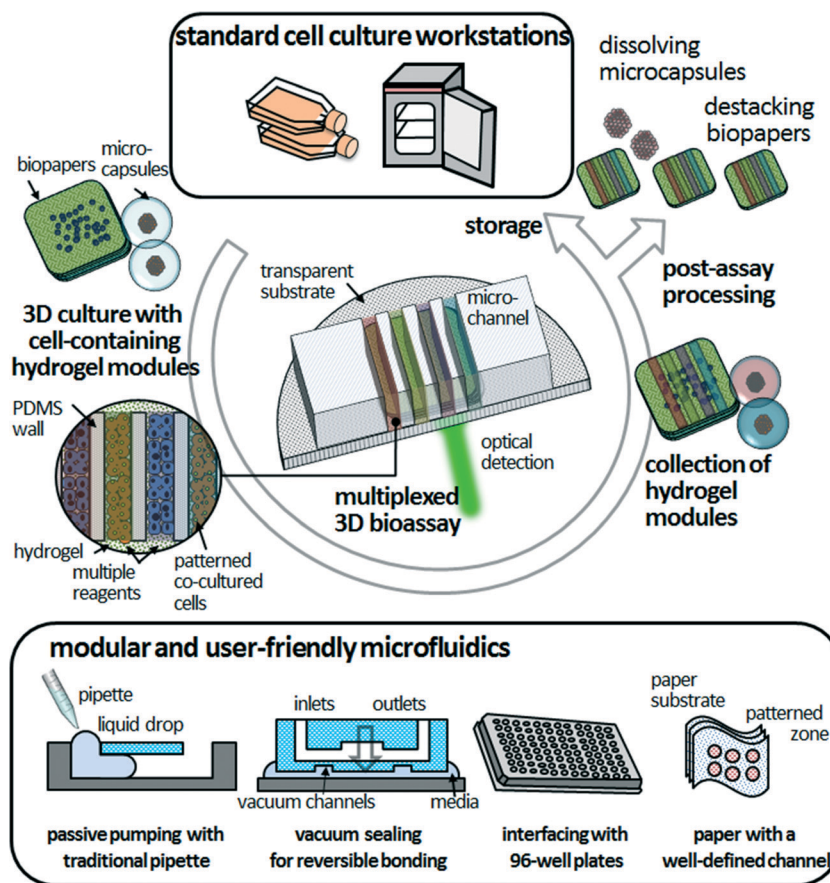 standard cell culture workstations
dissolving
microcapsules
destacking
biopapers
biopapers
micro-
capsules
storage
post-assay
processing
transparent
substrate
micro-
channel
3D culture with
cell-containing
hydrogel modules
PDMS
wall
optical
detection
collection of
hydrogel
modules
multiplexed
3D bioassay
hydrogel
multiple
reagents
patterned
co-cultured
cells
modular and user-friendly microfluidics
pipette
liquid drop
inlets
outlets
vacuum channels
media
paper
substrate
patterned
zone
passive pumping with
traditional pipette
vacuum sealing
for reversible bonding
interfacing with
96-well plates
paper with a
well-defined channel